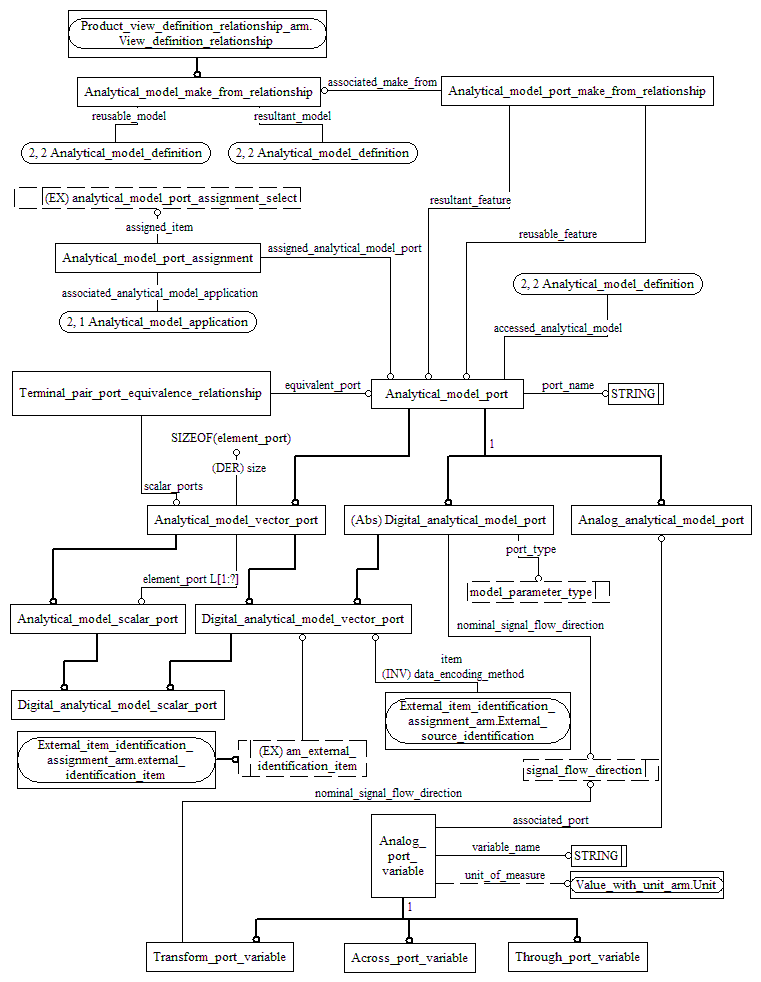 Product_view_definition_relationship_arm.
View_definition_relationship
Analytical_model_make_from_relationship
associated_make_from
Analytical_model_port_make_from_relationship
reusable_model
resultant_model
2, 2 Analytical_model_definition
2, 2 Analytical_model_definition
(EX) analytical_model_port_assignment_select
resultant_feature
assigned_item
reusable_feature
Analytical_model_port_assignment
assigned_analytical_model_port
associated_analytical_model_application
2, 2 Analytical_model_definition
2, 1 Analytical_model_application
accessed_analytical_model
Terminal_pair_port_equivalence_relationship
equivalent_port
Analytical_model_port
port_name
STRING
SIZEOF(element_port)
1
(DER) size
scalar_ports
Analytical_model_vector_port
(Abs) Digital_analytical_model_port
Analog_analytical_model_port
port_type
element_port L[1:?]
model_parameter_type
Analytical_model_scalar_port
Digital_analytical_model_vector_port
nominal_signal_flow_direction
item
(INV) data_encoding_method
Digital_analytical_model_scalar_port
External_item_identification_
assignment_arm.External_
source_identification
External_item_identification_
assignment_arm.external_
identification_item
(EX) am_external_
identification_item
signal_flow_direction
nominal_signal_flow_direction
associated_port
Analog_
port_
variable
variable_name
STRING
unit_of_measure
Value_with_unit_arm.Unit
1
Transform_port_variable
Across_port_variable
Through_port_variable